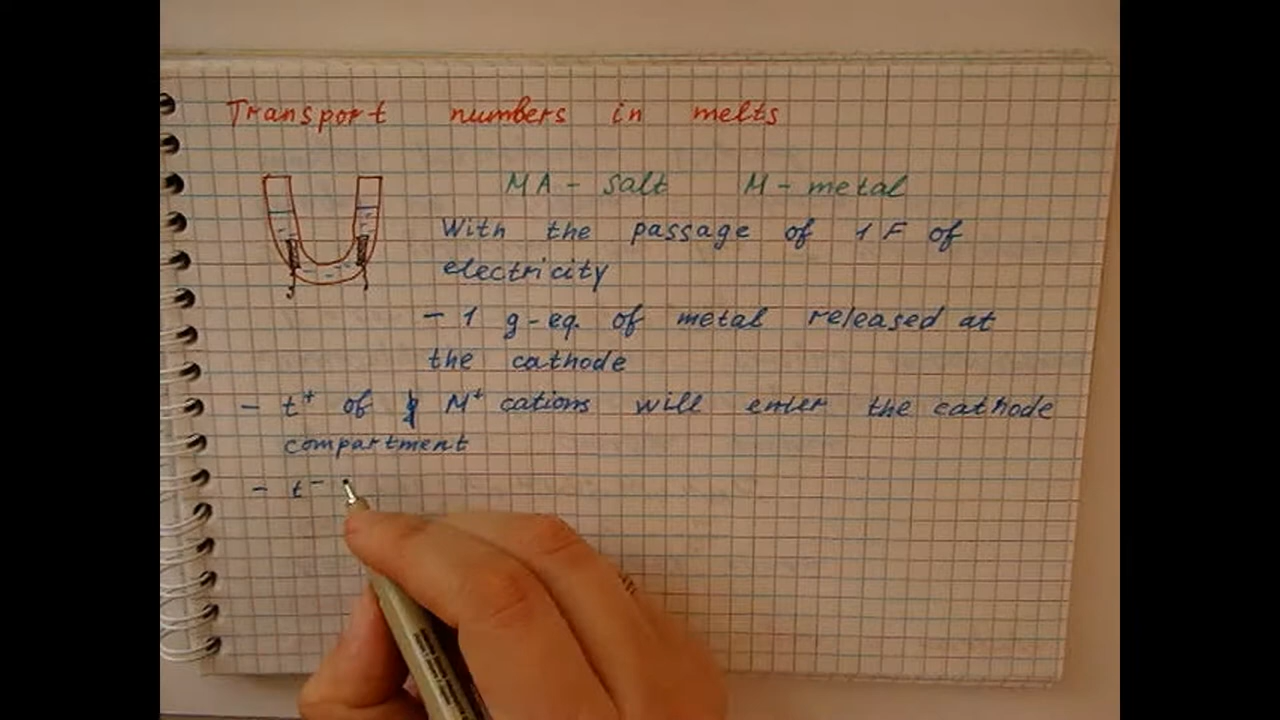 Transport numbers in melts
MA - salt M - metal
With the passage of 1 F of
electricity
- 1 g-eq. of metal released at
the cathode
- t⁺ of M⁺ cations will enter the cathode
compartment
- t⁻